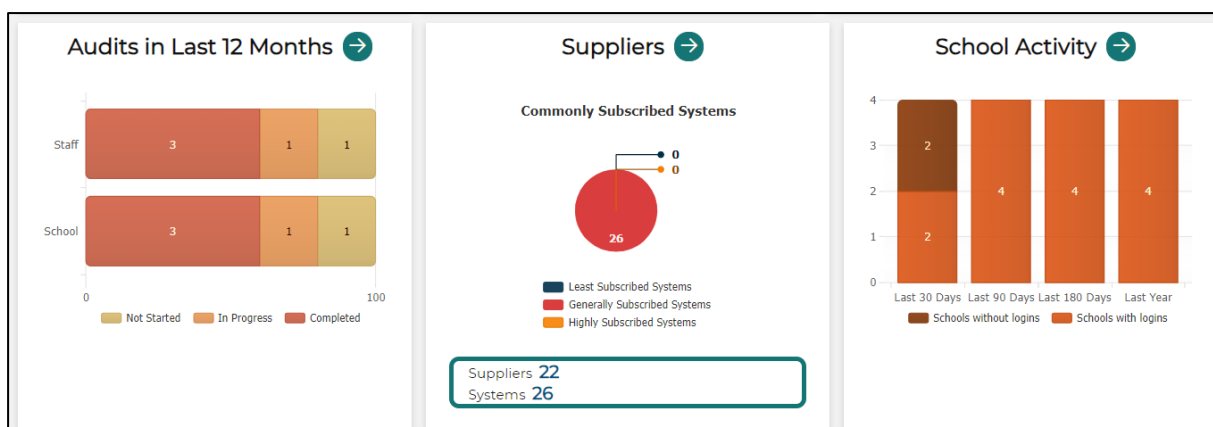 Audits in Last 12 Months
Staff
3
1
1
School
3
1
1
0
100
Not Started In Progress Completed
Suppliers
Commonly Subscribed Systems
0
0
26
Least Subscribed Systems
Generally Subscribed Systems
Highly Subscribed Systems
Suppliers 22
Systems 26
School Activity
4
3
2
1
0
2
2
4
4
4
Last 30 Days Last 90 Days Last 180 Days Last Year
Schools without logins Schools with logins